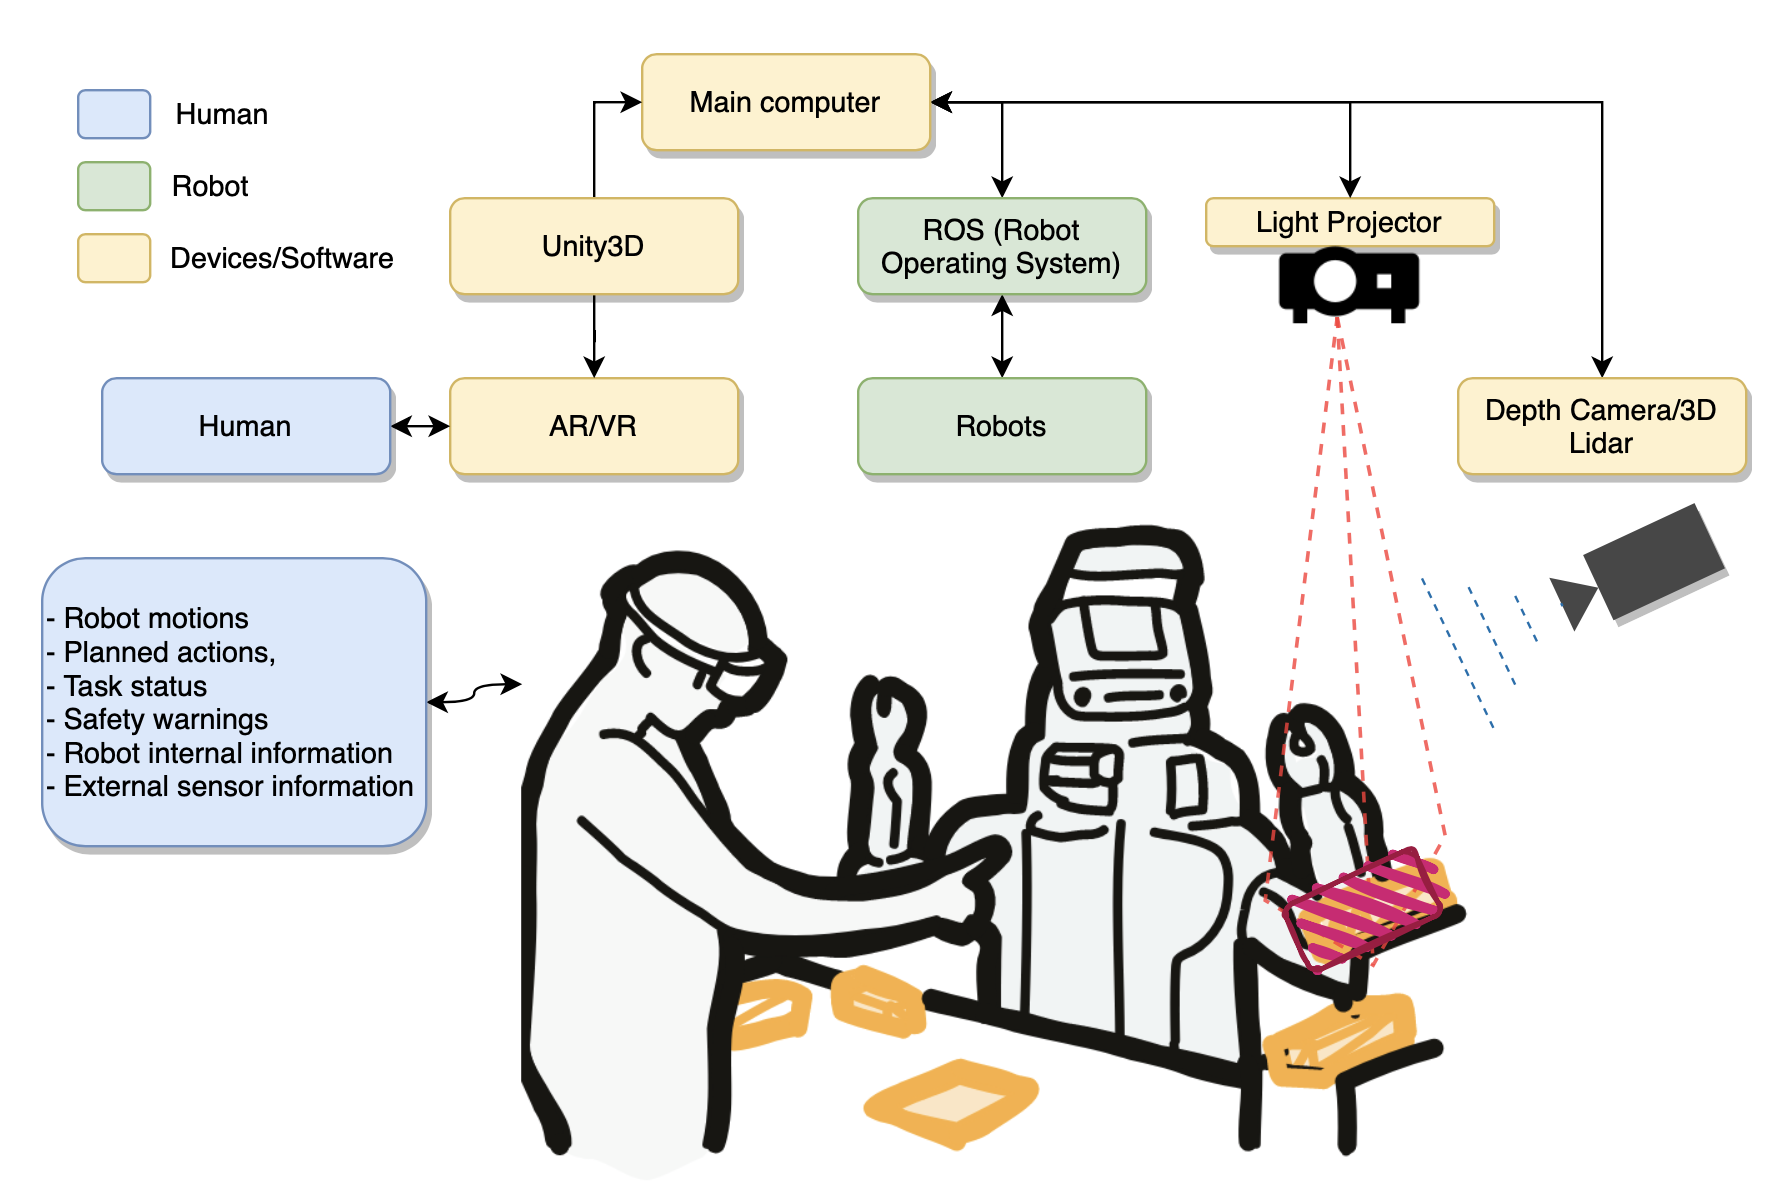 Main computer
Human
Robot
Devices/Software
Unity3D
ROS (Robot
Operating System)
Light Projector
Human
AR/VR
Robots
Depth Camera/3D
Lidar
- Robot motions
- Planned actions,
- Task status
- Safety warnings
- Robot internal information
- External sensor information